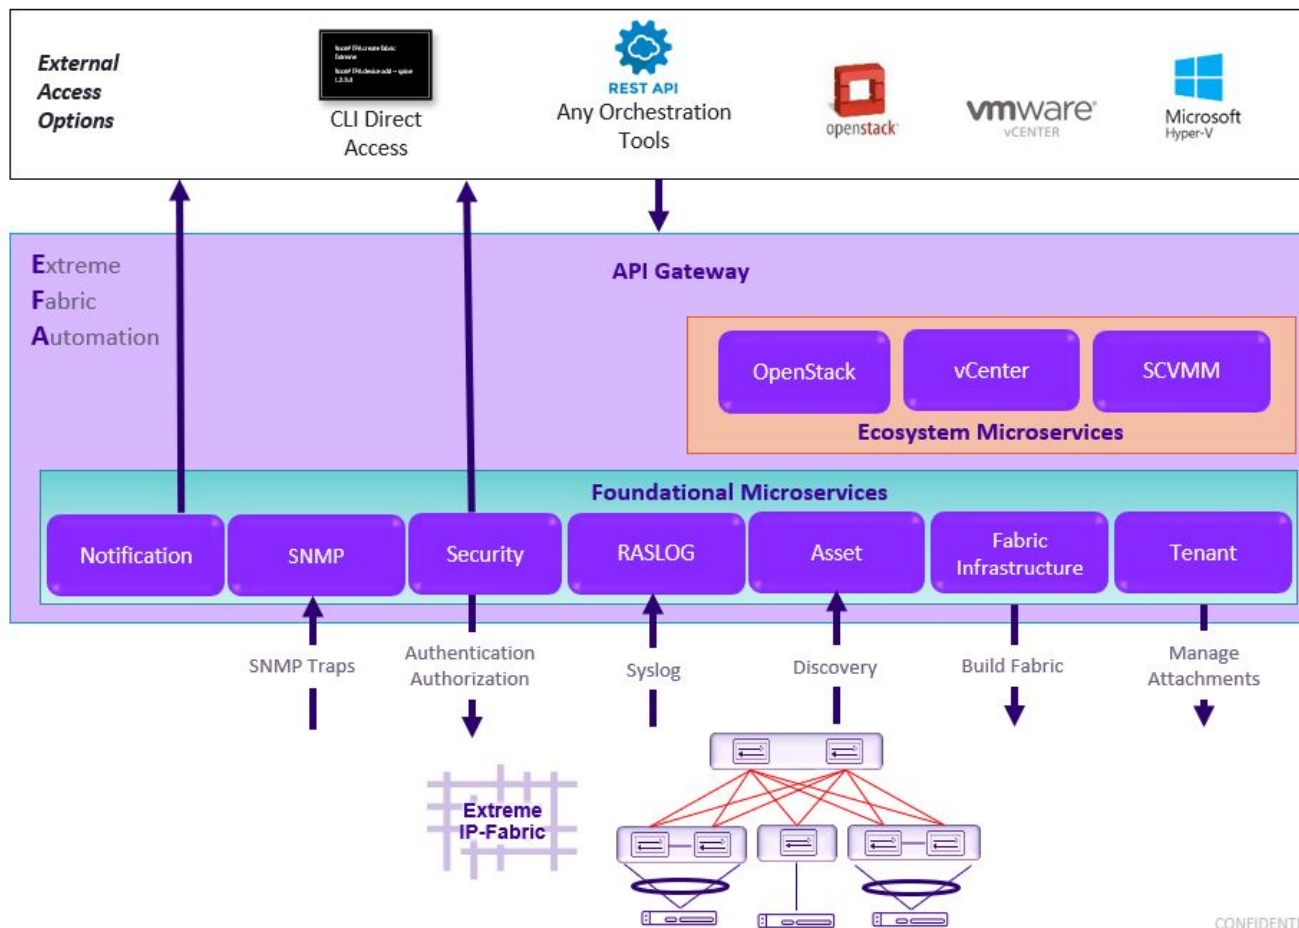 External
Access
Options
CLI Direct
Access
REST API
Any Orchestration
Tools
openstack
vmware®
vCENTER
Microsoft
Hyper-V
Extreme
Fabric
Automation
API Gateway
OpenStack
vCenter
SCVMM
Ecosystem Microservices
Foundational Microservices
Notification
SNMP
Security
RASLOG
Asset
Fabric
Infrastructure
Tenant
SNMP Traps
Authentication
Authorization
Syslog
Discovery
Build Fabric
Manage
Attachments
Extreme
IP-Fabric